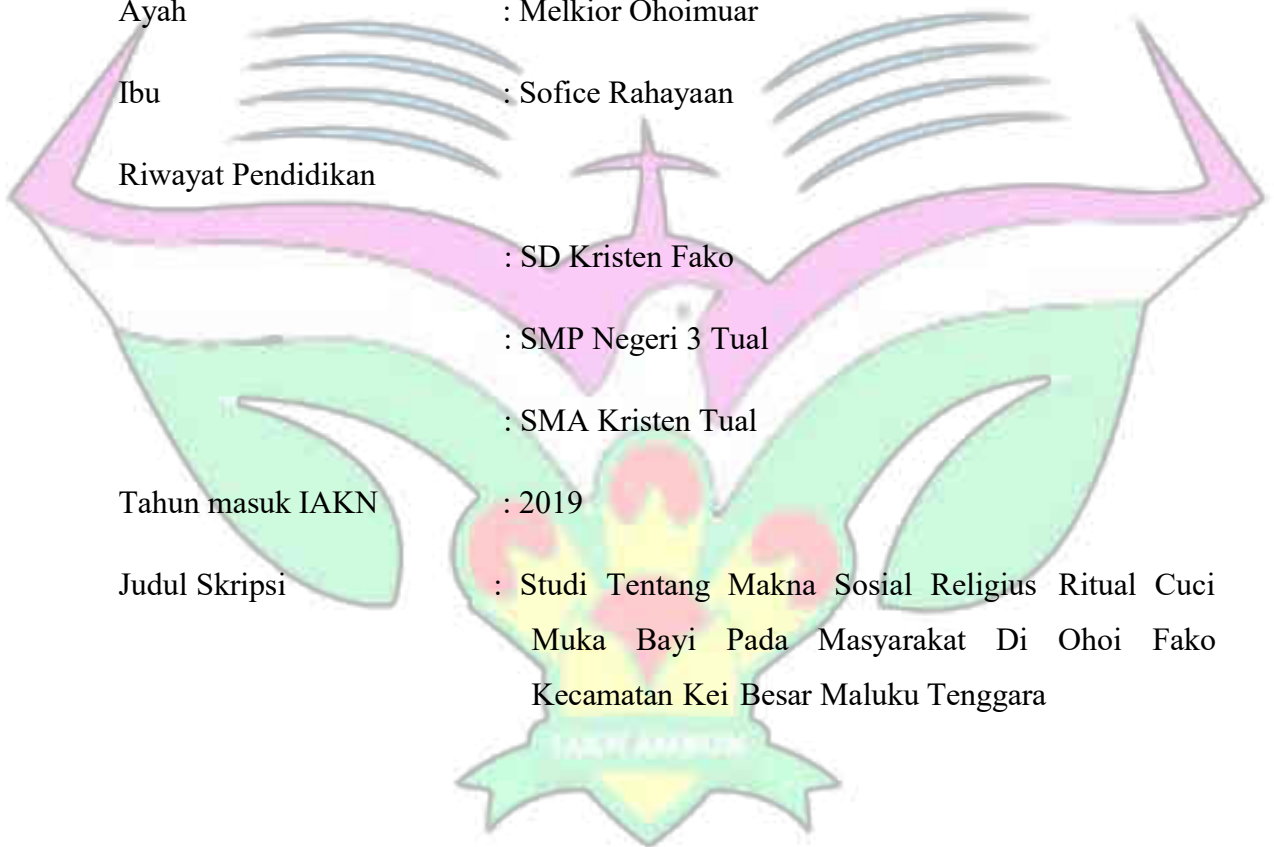 Ayah : Melkior Ohoimuar
Ibu : Sofice Rahayaan
Riwayat Pendidikan
: SD Kristen Fako
: SMP Negeri 3 Tual
: SMA Kristen Tual
Tahun masuk IAKN : 2019
Judul Skripsi : Studi Tentang Makna Sosial Religius Ritual Cuci
Muka Bayi Pada Masyarakat Di Ohoi Fako
Kecamatan Kei Besar Maluku Tenggara
IAKN AMBON